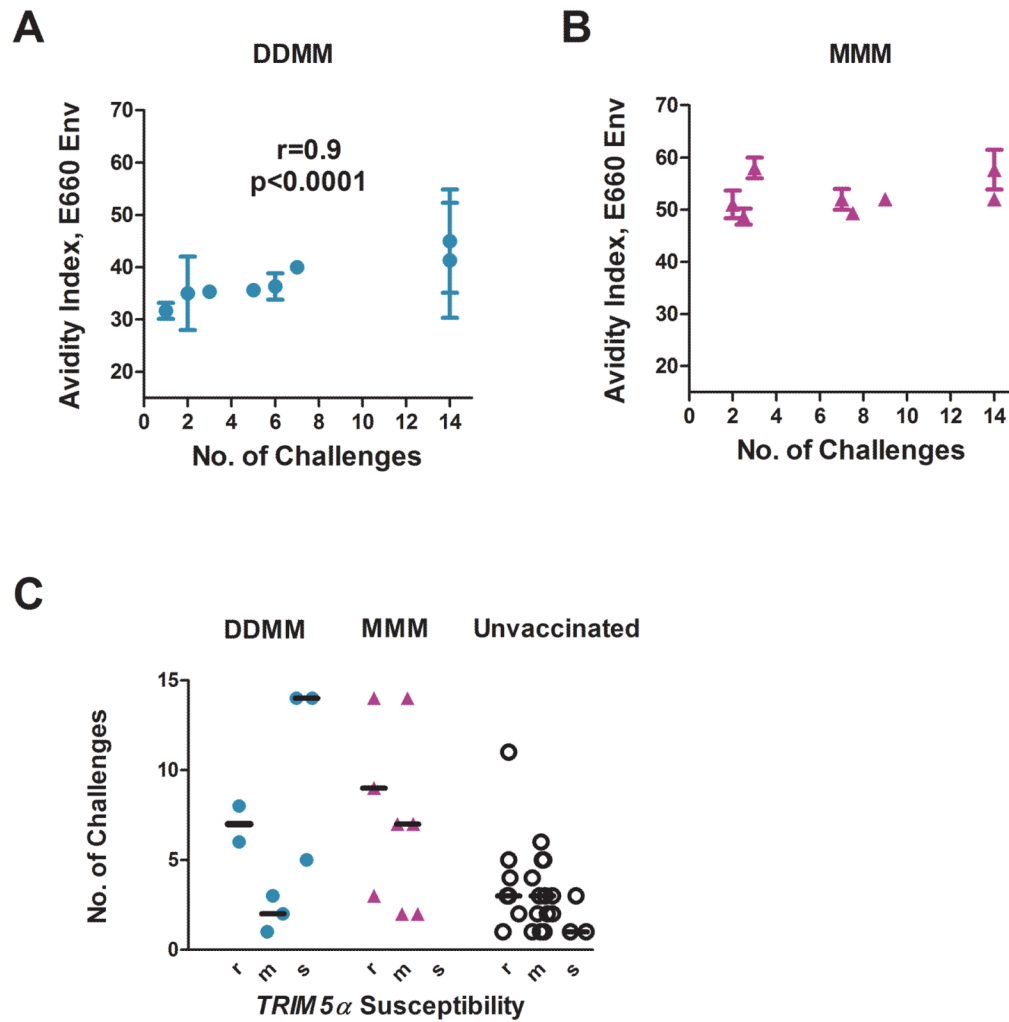 A
DDMM
Avidity Index, E660 Env
70
60
50
40
30
20
r=0.9
p<0.0001
0 2 4 6 8 10 12 14
No. of Challenges
B
MMM
Avidity Index, E660 Env
70
60
50
40
30
20
0 2 4 6 8 10 12 14
No. of Challenges
C
DDMM MMM Unvaccinated
No. of Challenges
15
10
5
0
r m s r m s r m s
TRIM5α Susceptibility